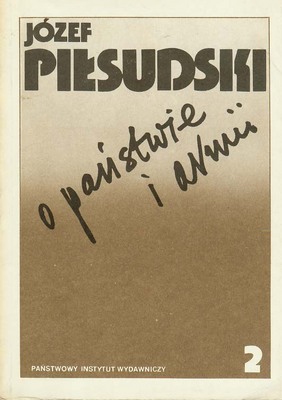 JÓZEF
PIŁSUDSKI
o państwie
i armii
PAŃSTWOWY INSTYTUT WYDAWNICZY
2